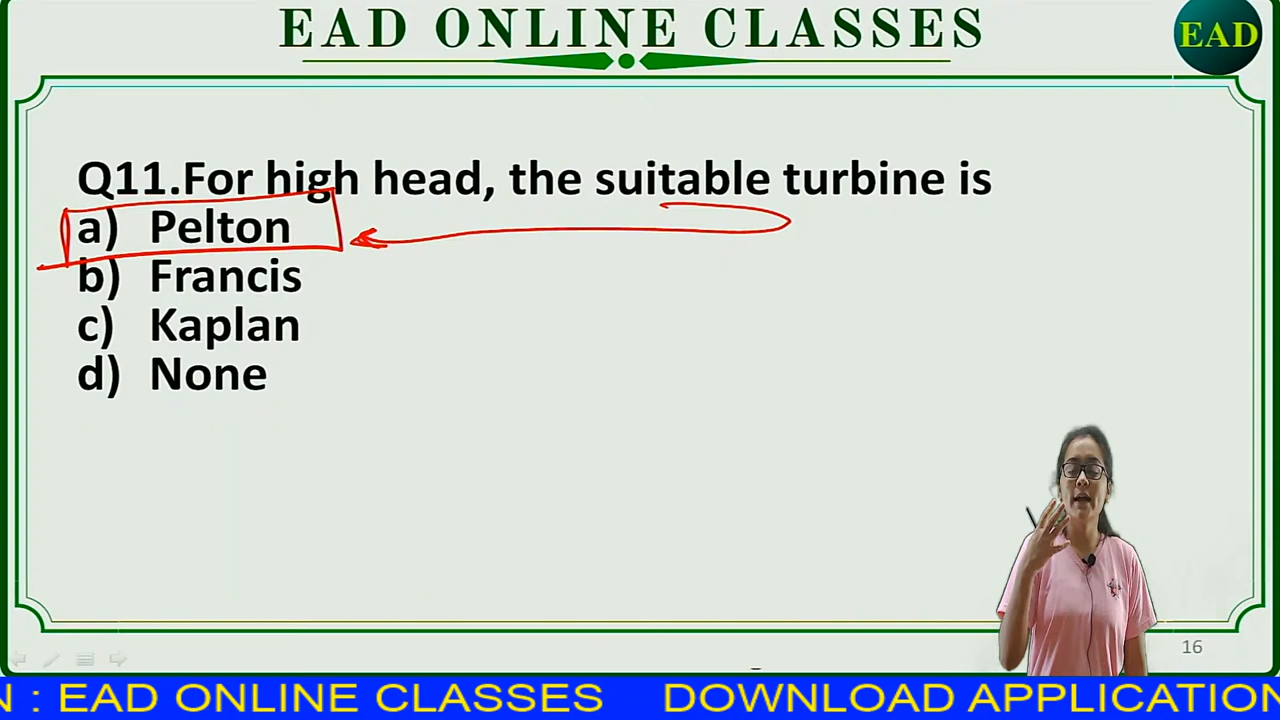 EAD ONLINE CLASSES
EAD
Q11.For high head, the suitable turbine is
a) Pelton
b) Francis
c) Kaplan
d) None
16
N : EAD ONLINE CLASSES DOWNLOAD APPLICATION